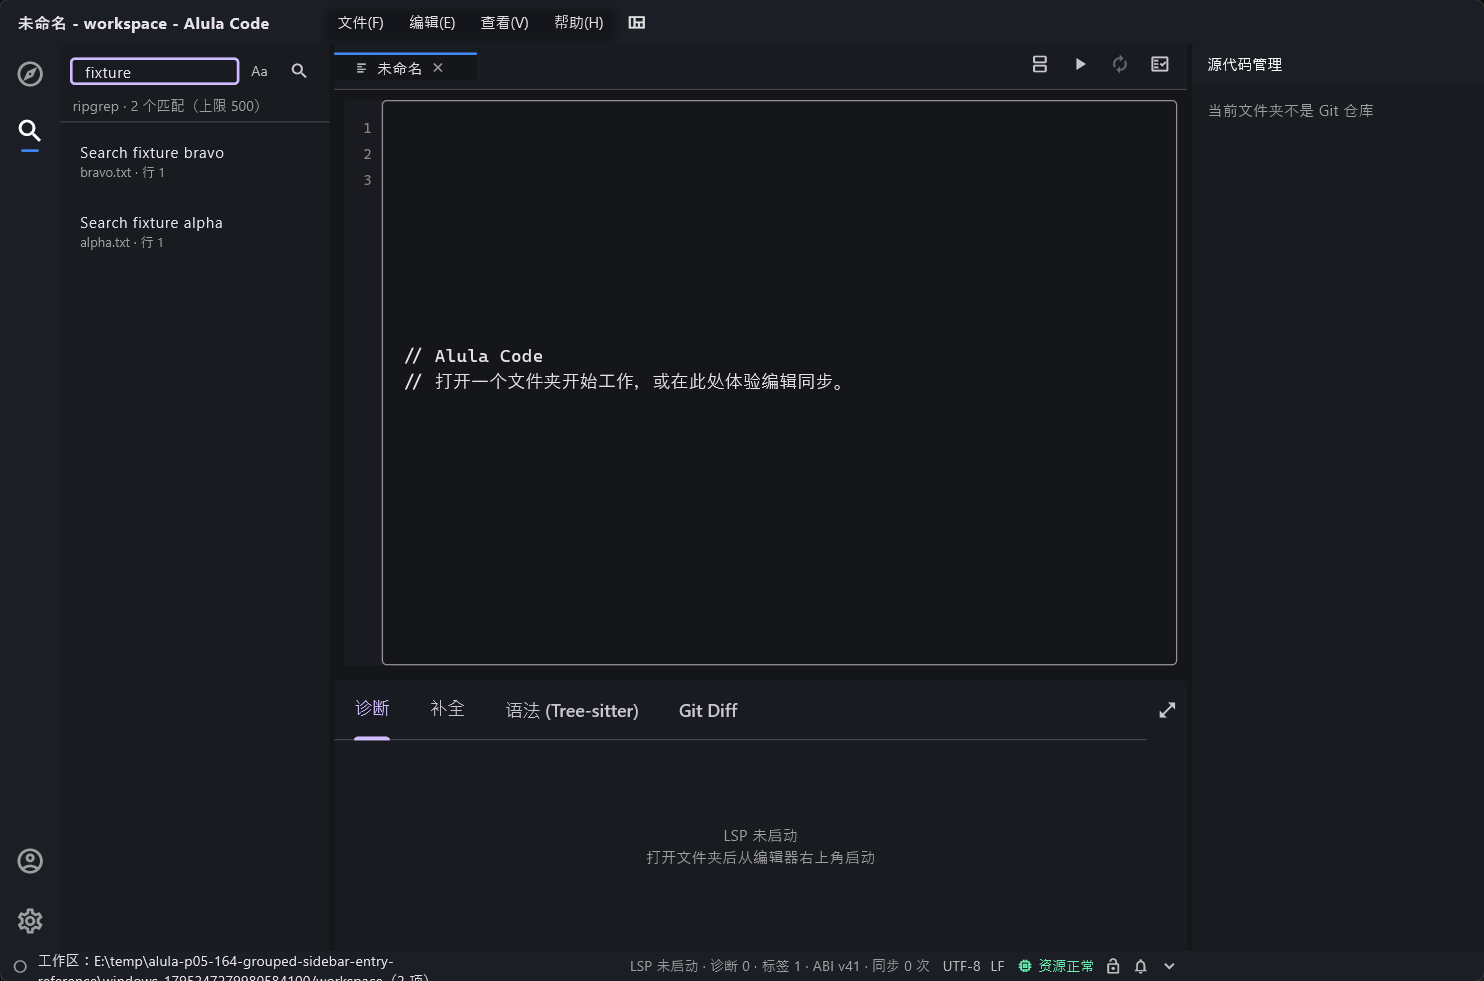 未命名 - workspace - Alula Code
文件(F) 编辑(E) 查看(V) 帮助(H)
fixture
Aa
ripgrep · 2 个匹配（上限 500）
Search fixture bravo
bravo.txt · 行 1
Search fixture alpha
alpha.txt · 行 1
未命名
1
2
3
// Alula Code
// 打开一个文件夹开始工作，或在此处体验编辑同步。
源代码管理
当前文件夹不是 Git 仓库
诊断 补全 语法 (Tree-sitter) Git Diff
LSP 未启动
打开文件夹后从编辑器右上角启动
工作区：E:\temp\alula-p05-164-grouped-sidebar-entry-
reference\windows-1795247279980584100/workspace（2 项）
LSP 未启动 · 诊断 0 · 标签 1 · ABI v41 · 同步 0 次 UTF-8 LF 资源正常